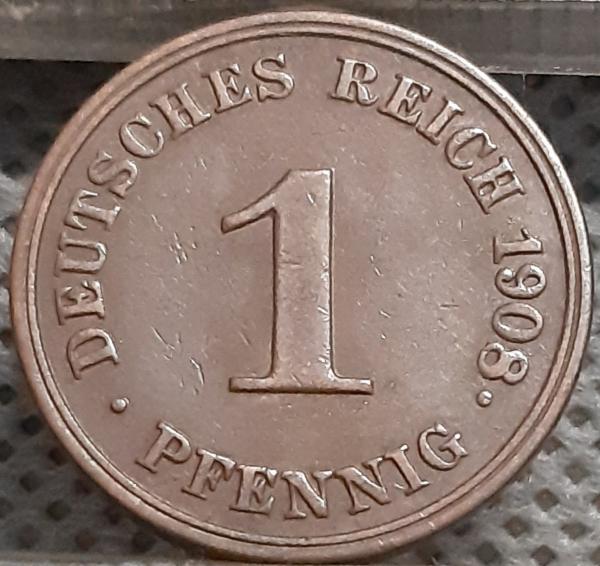 DEUTSCHES REICH 1908.
1
. PFENNIG